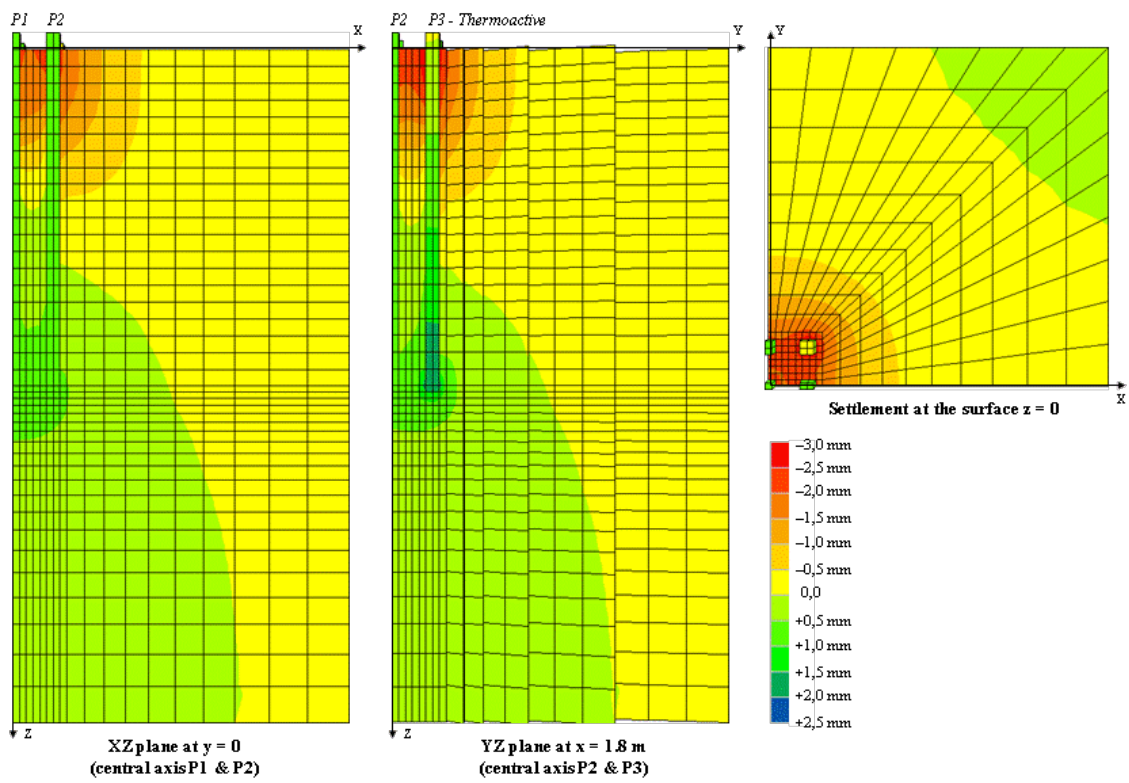 P1 P2
X
P2 P3 - Thermoactive
Y
Y
X
Settlement at the surface z = 0
–3,0 mm
–2,5 mm
–2,0 mm
–1,5 mm
–1,0 mm
–0,5 mm
0,0
+0,5 mm
+1,0 mm
+1,5 mm
+2,0 mm
+2,5 mm
Z
XZ plane at y = 0
(central axis P1 & P2)
Z
YZ plane at x = 1.8 m
(central axis P2 & P3)